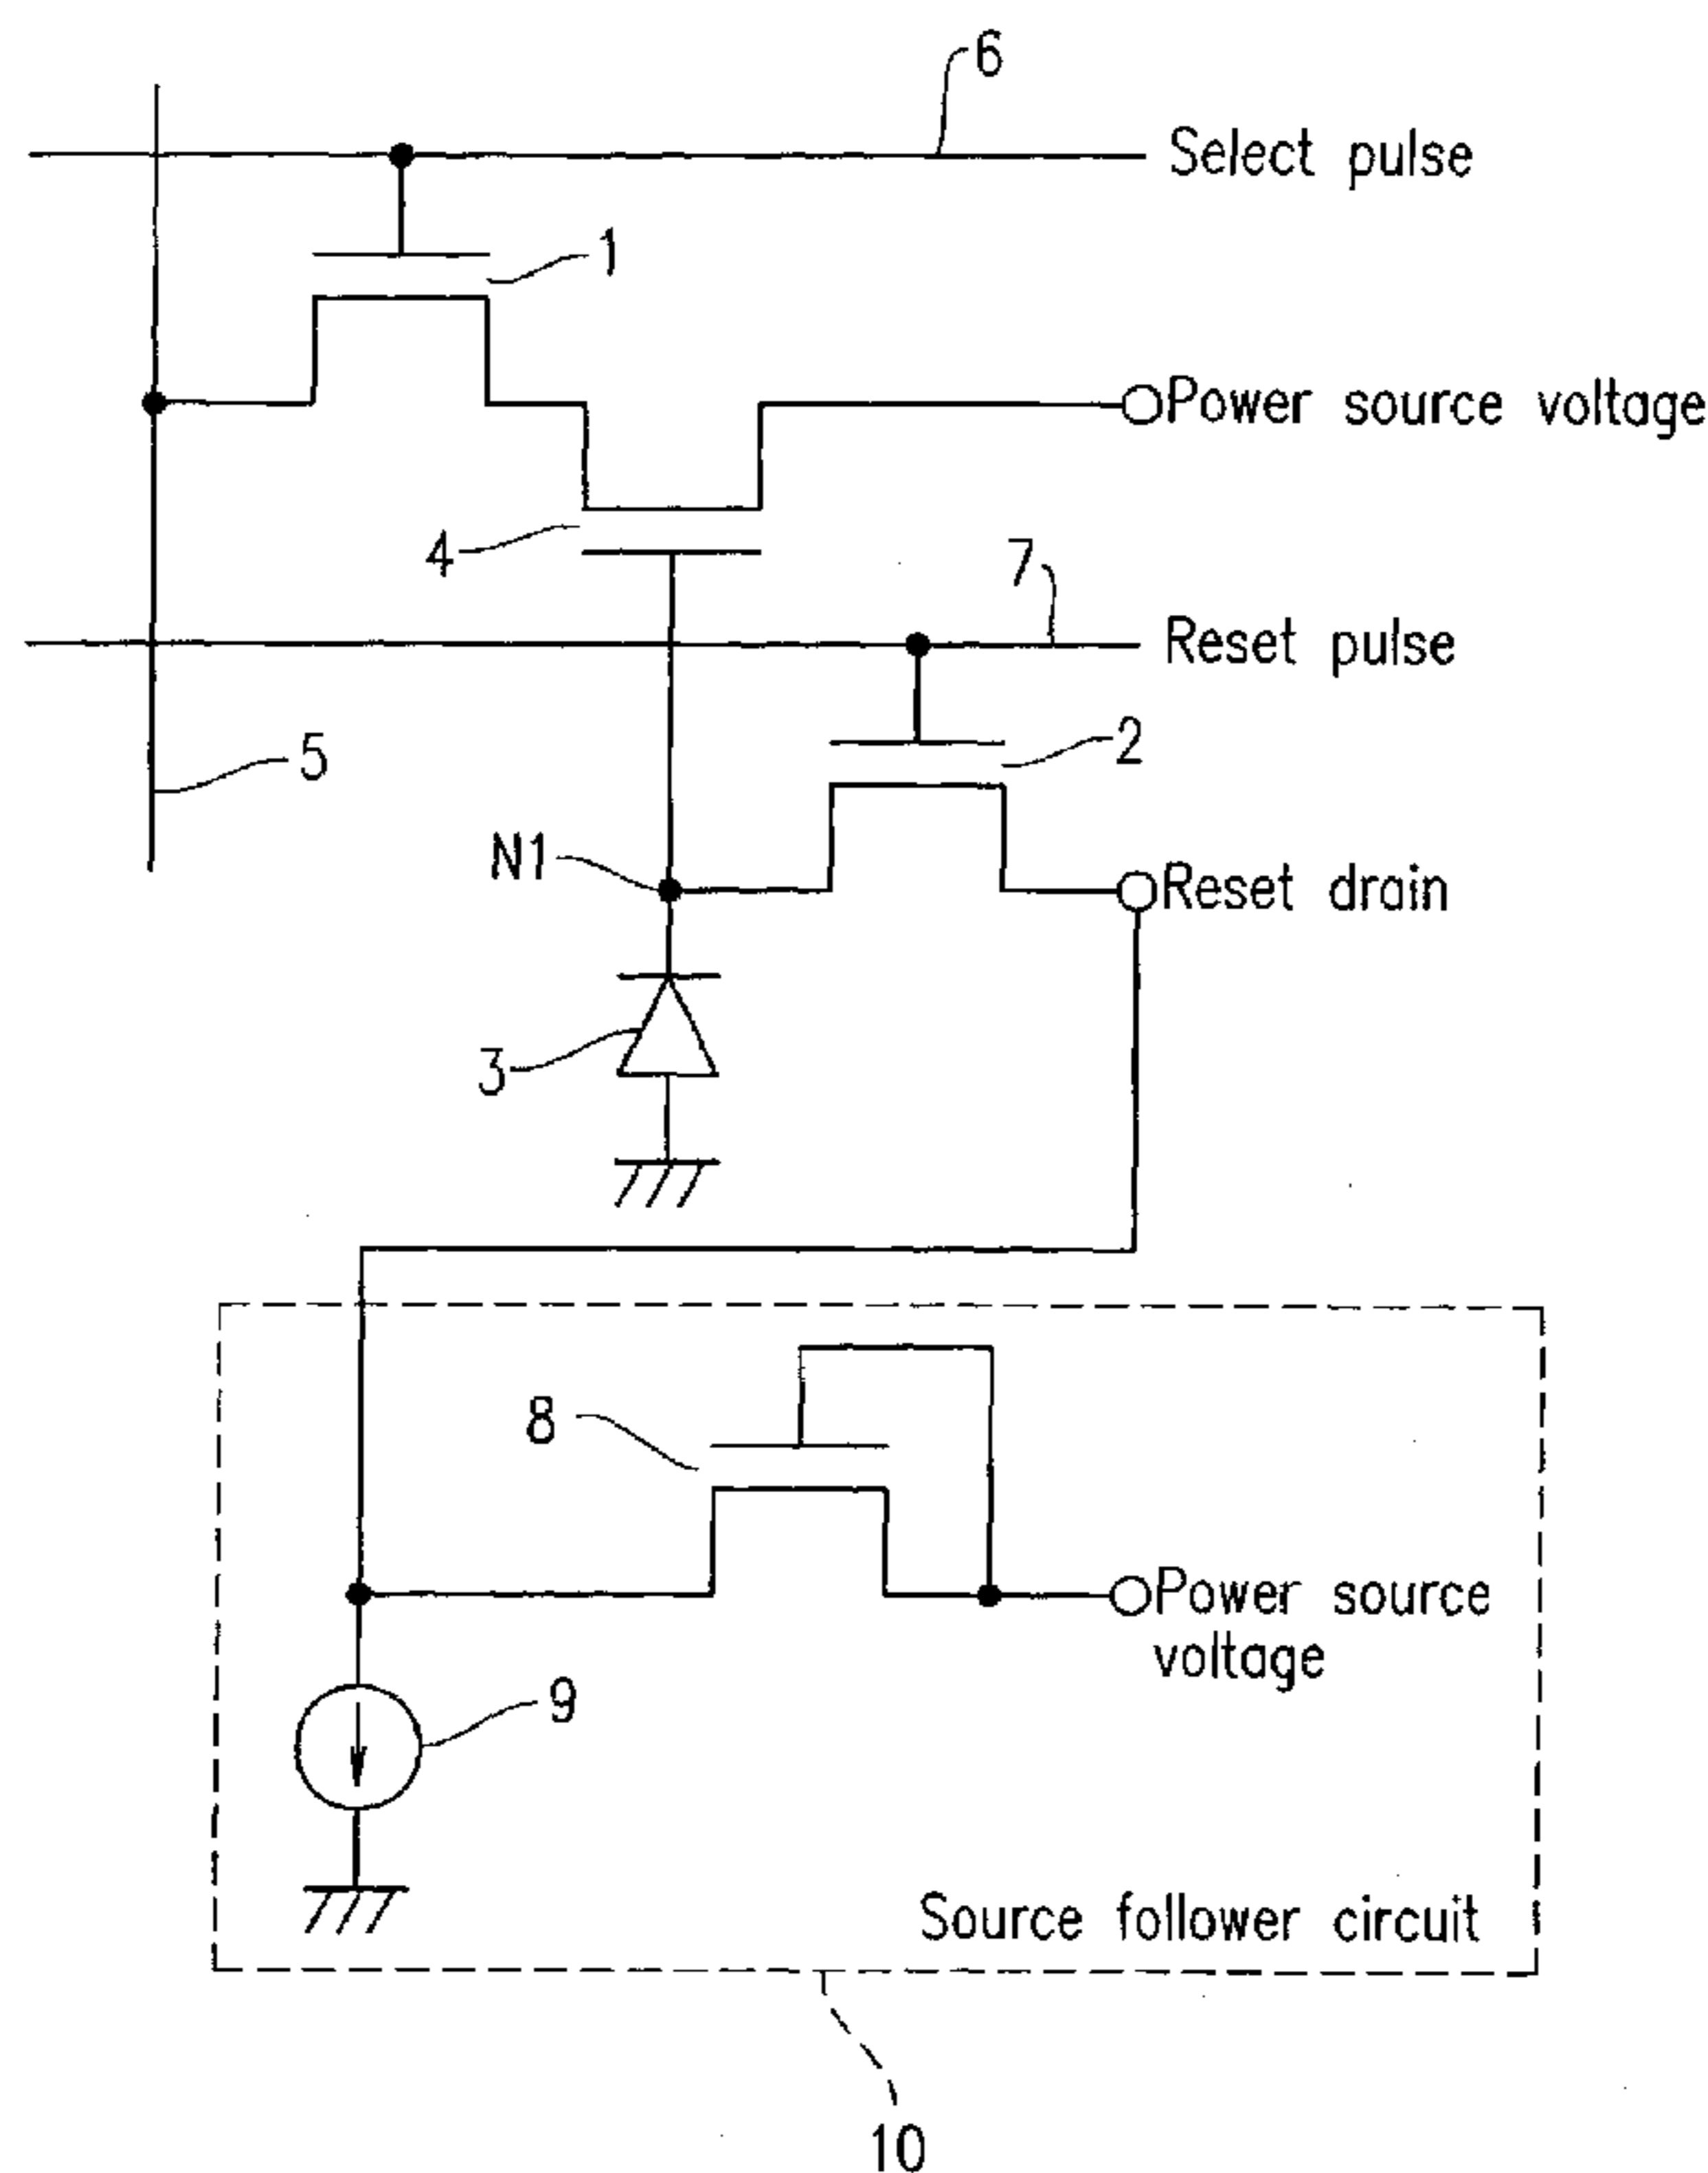 6
Select pulse
1
Power source voltage
4
7
Reset pulse
2
5
N1
Reset drain
3
8
Power source
voltage
9
Source follower circuit
10